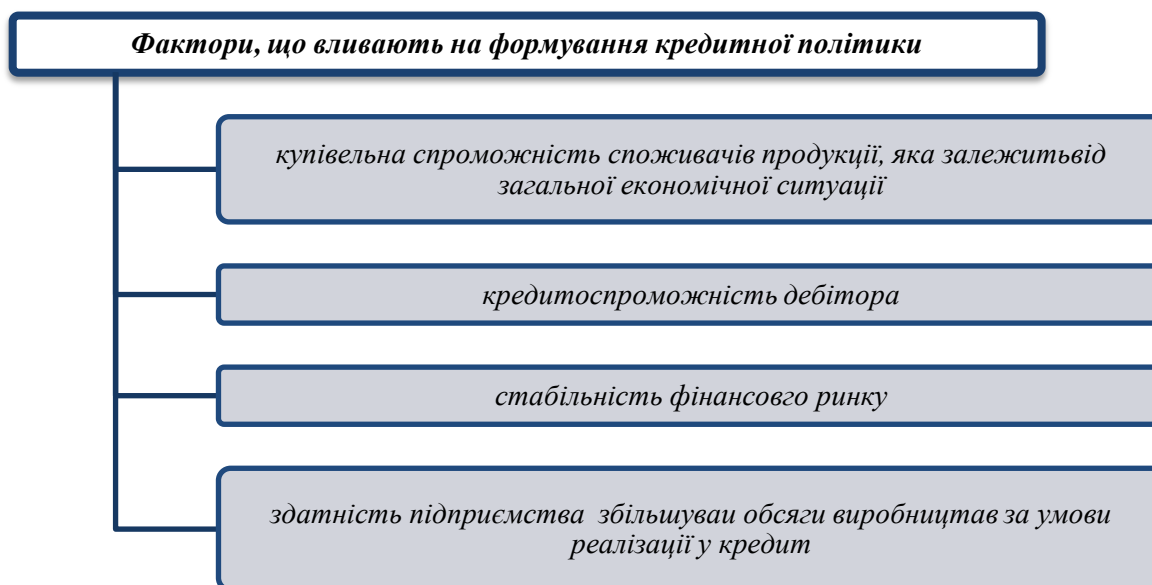 Фактори, що вливають на формування кредитної політики
купівельна спроможність споживачів продукції, яка залежитьвід
загальної економічної ситуації
кредитоспроможність дебітора
стабільність фінансовго ринку
здатність підприємства збільшуваи обсяги виробництав за умови
реалізації у кредит